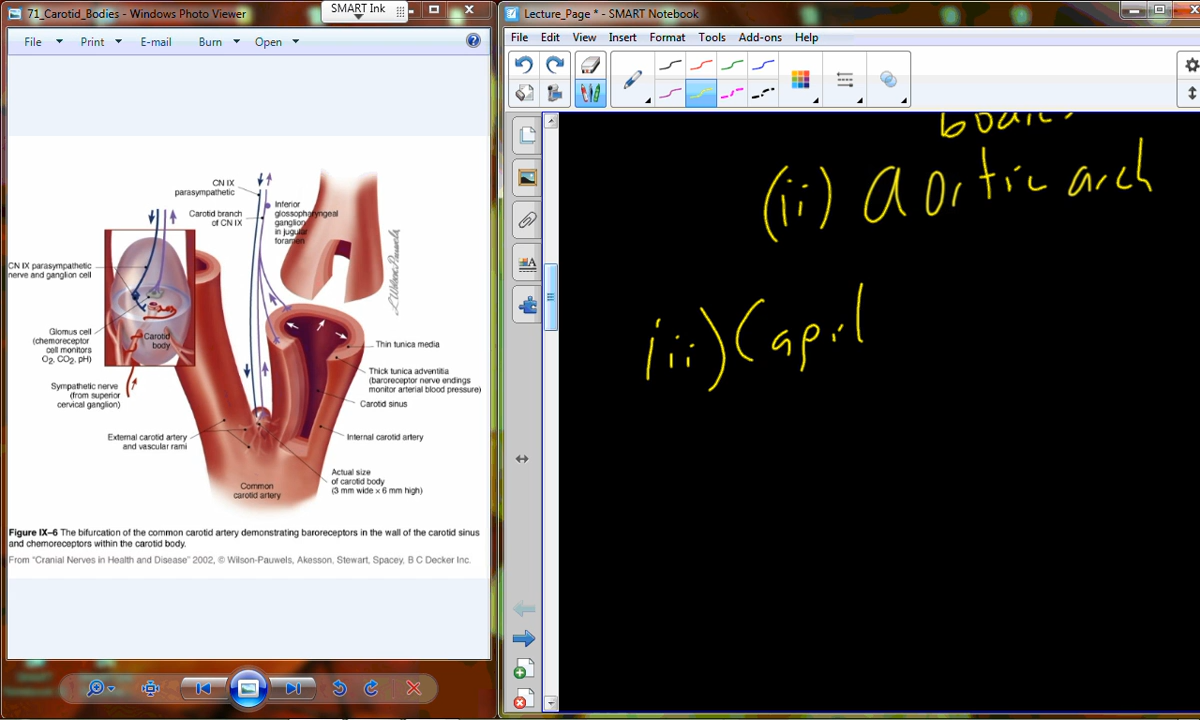 71_Carotid_Bodies - Windows Photo Viewer
SMART Ink
File Print E-mail Burn Open
CN IX
parasympathetic
Carotid branch
of CN IX
Inferior
glossopharyngeal
ganglion
in jugular
foramen
L. Wilson-Pauwels
CN IX parasympathetic
nerve and ganglion cell
Glomus cell
(chemoreceptor
cell monitors
O2, CO2, pH)
Carotid
body
Sympathetic nerve
(from superior
cervical ganglion)
Thin tunica media
Thick tunica adventitia
(baroreceptor nerve endings
monitor arterial blood pressure)
Carotid sinus
External carotid artery
and vascular rami
Internal carotid artery
Actual size
of carotid body
(3 mm wide x 6 mm high)
Common
carotid artery
Figure IX–6 The bifurcation of the common carotid artery demonstrating baroreceptors in the wall of the carotid sinus
and chemoreceptors within the carotid body.
From "Cranial Nerves in Health and Disease" 2002, © Wilson-Pauwels, Akesson, Stewart, Spacey, B C Decker Inc.
Lecture_Page * - SMART Notebook
File Edit View Insert Format Tools Add-ons Help
(ii) Aortic arch
iii) Capil